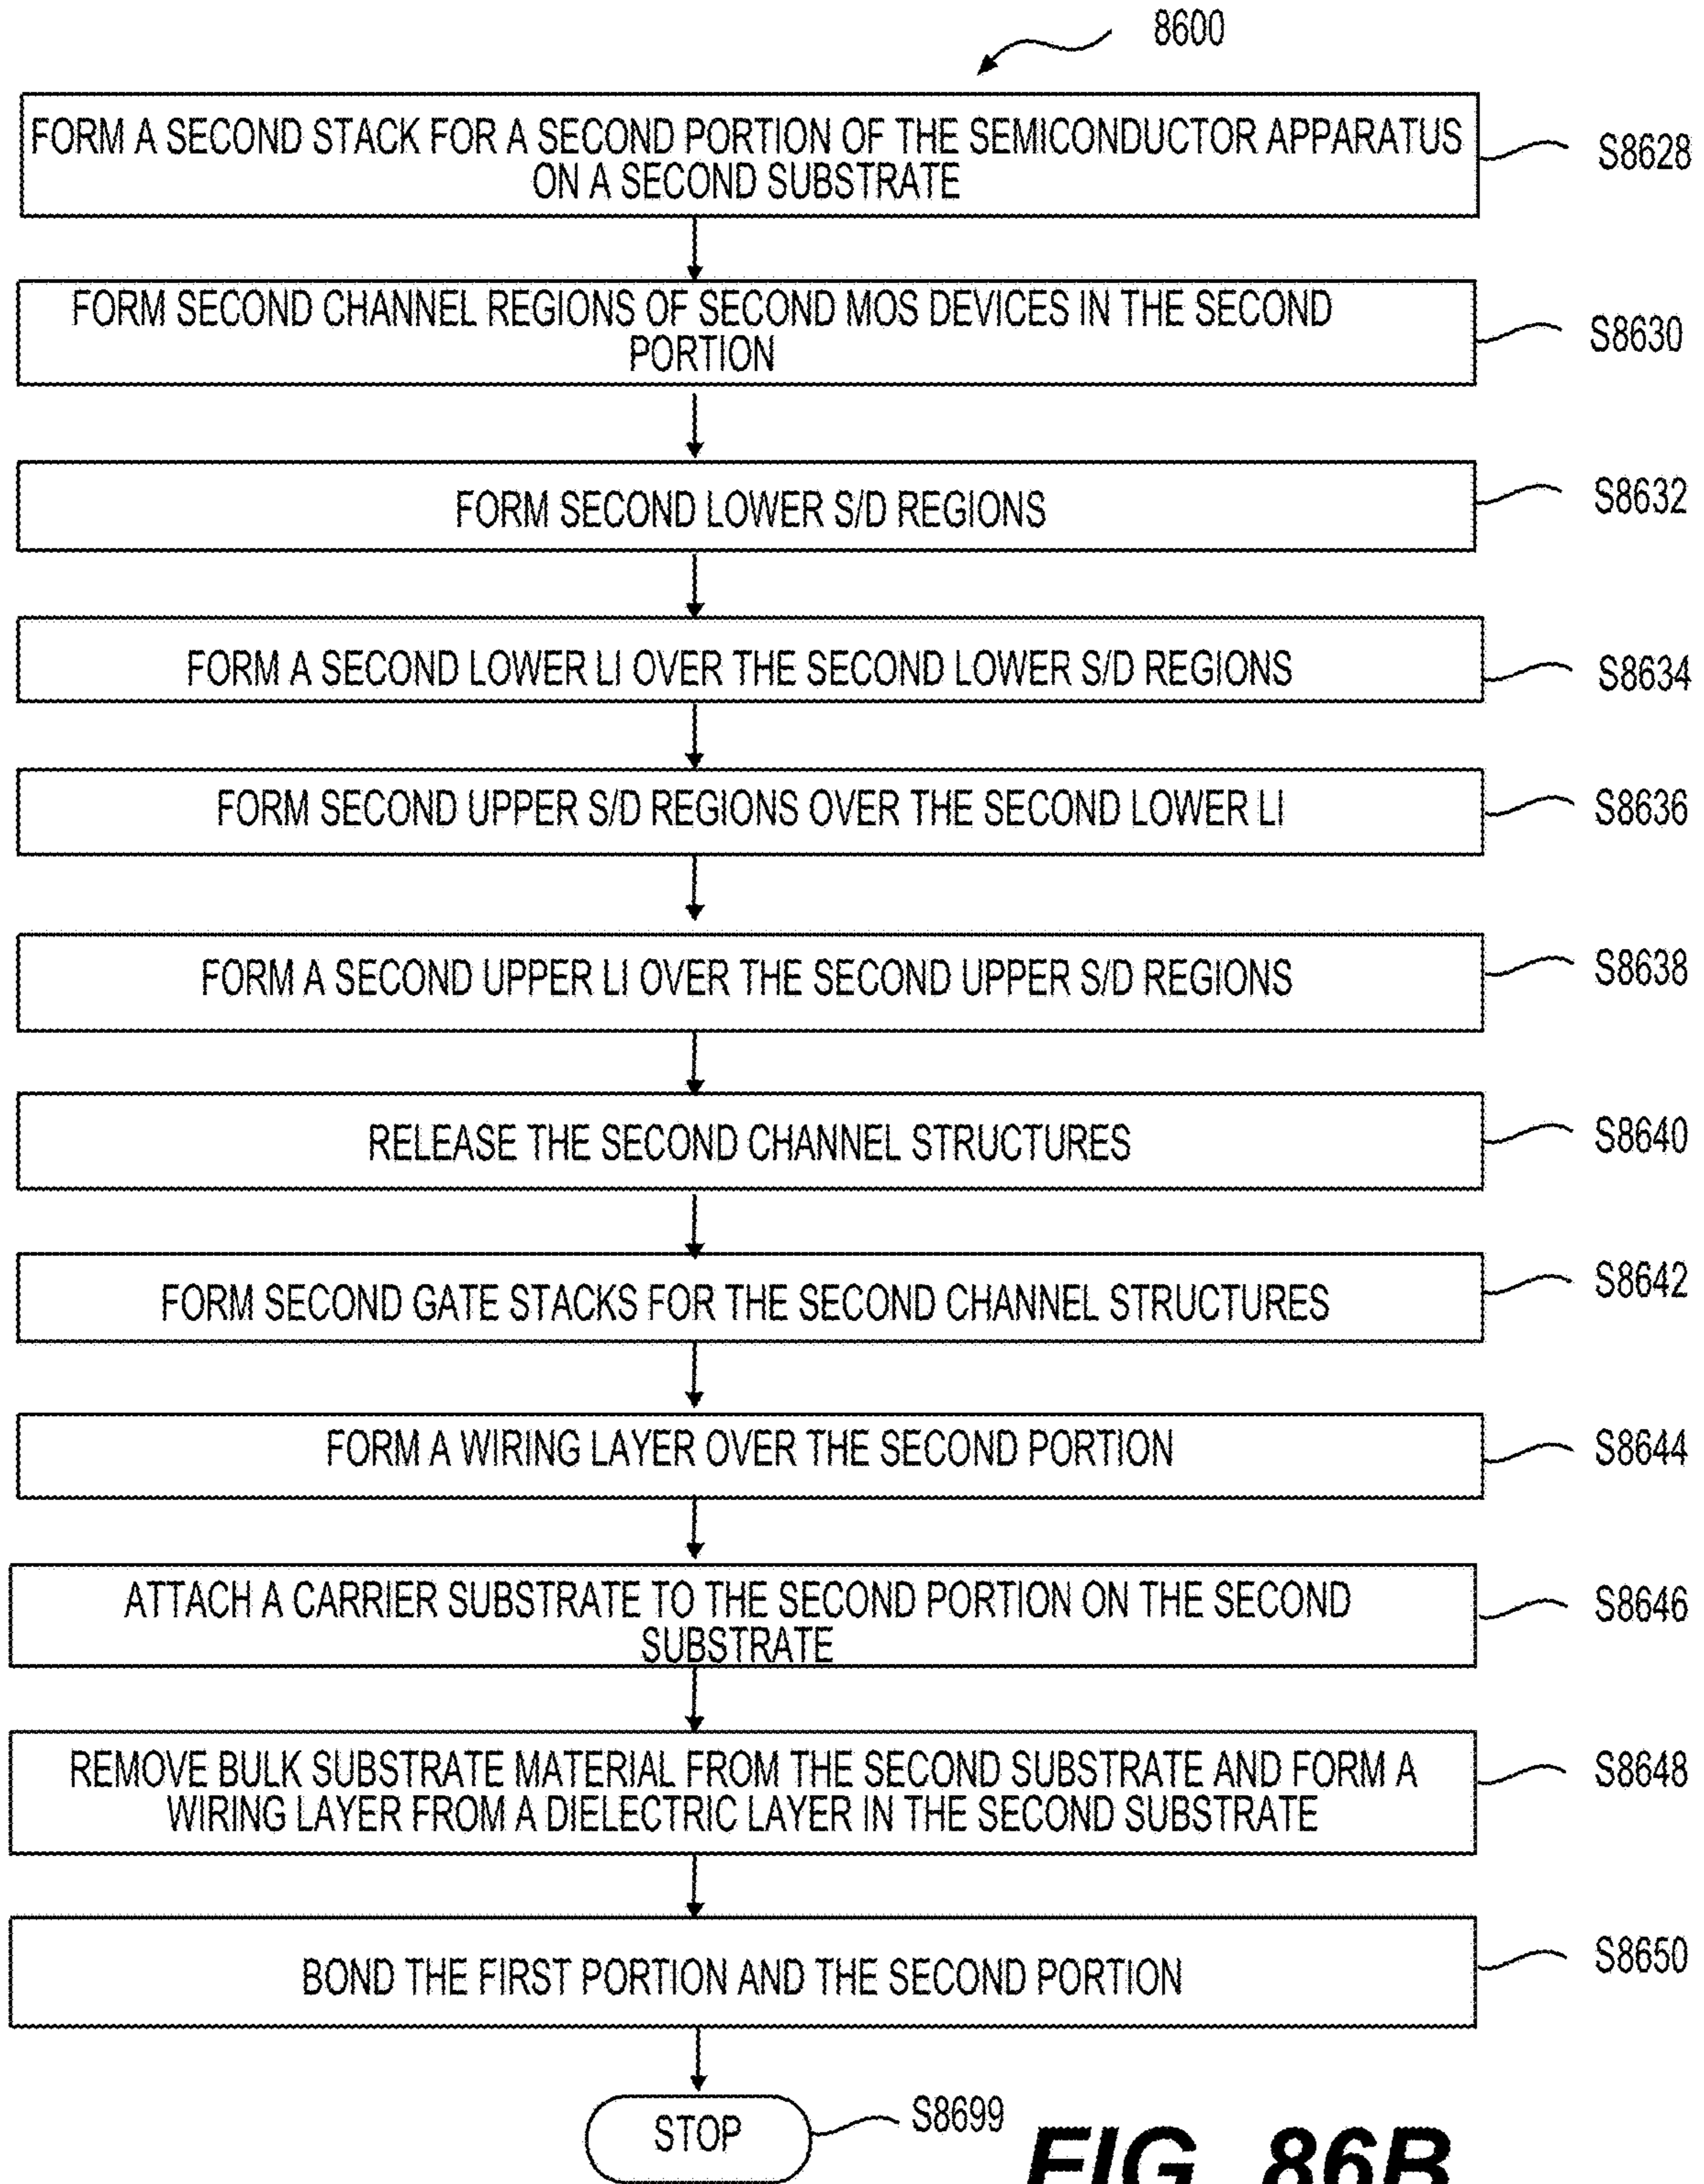 8600
FORM A SECOND STACK FOR A SECOND PORTION OF THE SEMICONDUCTOR APPARATUS
ON A SECOND SUBSTRATE
S8628
FORM SECOND CHANNEL REGIONS OF SECOND MOS DEVICES IN THE SECOND
PORTION
S8630
FORM SECOND LOWER S/D REGIONS
S8632
FORM A SECOND LOWER LI OVER THE SECOND LOWER S/D REGIONS
S8634
FORM SECOND UPPER S/D REGIONS OVER THE SECOND LOWER LI
S8636
FORM A SECOND UPPER LI OVER THE SECOND UPPER S/D REGIONS
S8638
RELEASE THE SECOND CHANNEL STRUCTURES
S8640
FORM SECOND GATE STACKS FOR THE SECOND CHANNEL STRUCTURES
S8642
FORM A WIRING LAYER OVER THE SECOND PORTION
S8644
ATTACH A CARRIER SUBSTRATE TO THE SECOND PORTION ON THE SECOND
SUBSTRATE
S8646
REMOVE BULK SUBSTRATE MATERIAL FROM THE SECOND SUBSTRATE AND FORM A
WIRING LAYER FROM A DIELECTRIC LAYER IN THE SECOND SUBSTRATE
S8648
BOND THE FIRST PORTION AND THE SECOND PORTION
S8650
STOP
S8699
FIG. 86B